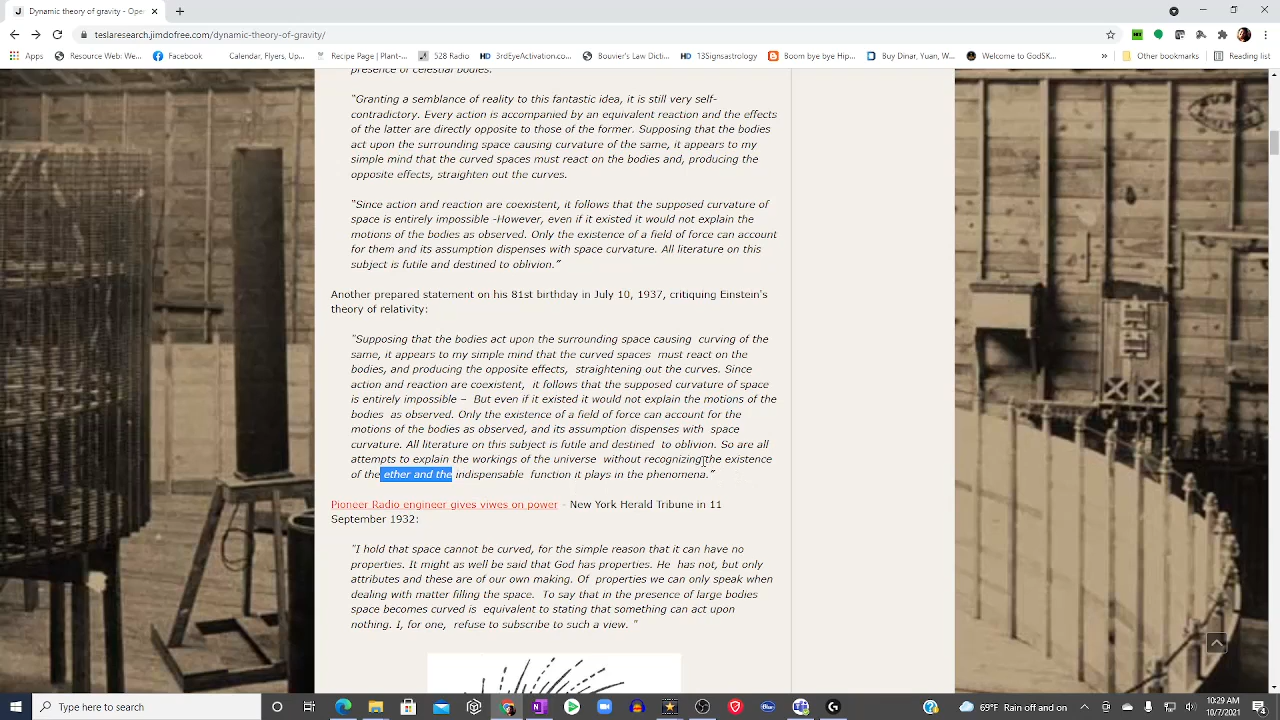 Dynamic theory of gravity - Ope
teslaresearch.jimdofree.com/dynamic-theory-of-gravity/
Apps
Resource Web: We...
Facebook
Calendar, Flyers, Us...
Recipe Page | Plant-...
528 Radio
3rdEyeActivation.co...
Bouvier's Law Dict...
13Signsastrology
Boom bye bye Hip...
Buy Dinar, Yuan, W...
Welcome to GodSK...
»
Other bookmarks
Reading list
presence of celestial bodies.
"Granting a semblance of reality to this fantastic idea, it is still very self-
contradictory. Every action is accompanied by an equivalent reaction and the effects
of the latter are directly opposite to those of the former. Supposing that the bodies
act upon the surrounding space causing curvature of the same, it appears to my
simple mind that the curved spaces must react on the bodies and, producing the
opposite effects, straighten out the curves.
"Since action and reaction are coexistent, it follows that the supposed curvature of
space is entirely impossible -However, even if it existed it would not explain the
motions of the bodies as observed. Only the existence of a field of force can account
for them and its assumption dispenses with space curvature. All literature on this
subject is futile and destined to oblivion."
Another prepared statement on his 81st birthday in July 10, 1937, critiquing Einstein's
theory of relativity:
"Supposing that the bodies act upon the surrounding space causing curving of the
same, it appears to my simple mind that the curved spaces must react on the
bodies, and producing the opposite effects, straightening out the curves. Since
action and reaction are coexistent, it follows that the supposed curvature of space
is entirely impossible – But even if it existed it would not explain the motions of the
bodies as observed. Only the existence of a field of force can account for the
motions of the bodies as observed, and its assumption dispenses with space
curvature. All literature on this subject is futile and destined to oblivion. So are all
attempts to explain the workings of the universe without recognizing the existence
of the ether and the indispensable function it plays in the phenomena."
Pioneer Radio engineer gives viwes on power - New York Herald Tribune in 11
September 1932:
"I hold that space cannot be curved, for the simple reason that it can have no
properties. It might as well be said that God has properties. He has not, but only
attributes and these are of our own making. Of properties we can only speak when
dealing with matter filling the space. To say that in the presence of large bodies
space becomes curved is equivalent to stating that something can act upon
nothing. I, for one, refuse to subscribe to such a view. "
Type here to search
89°F Rain off and on
10:29 AM
10/7/2021